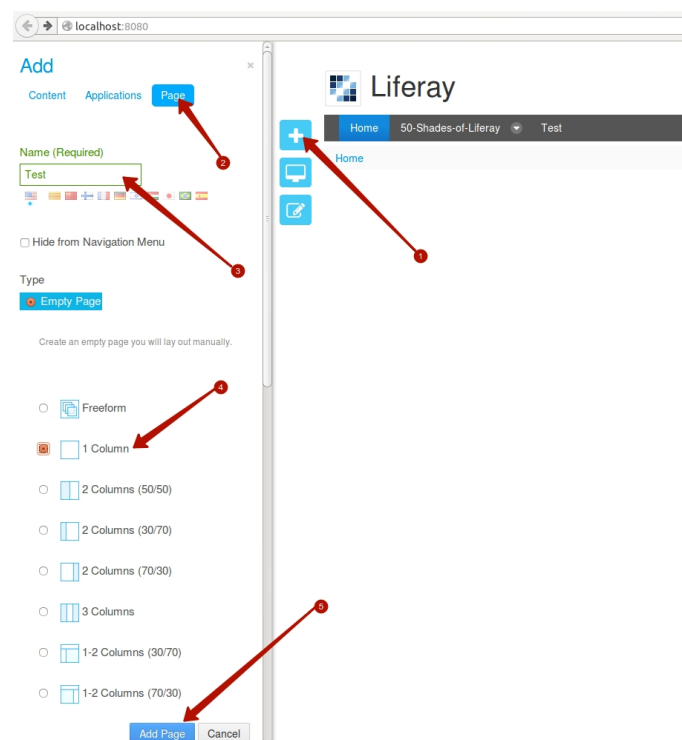 localhost:8080
Add
×
Content Applications Page
Name (Required)
Test
Hide from Navigation Menu
Type
Empty Page
Create an empty page you will lay out manually.
Freeform
1 Column
2 Columns (50/50)
2 Columns (30/70)
2 Columns (70/30)
3 Columns
1-2 Columns (30/70)
1-2 Columns (70/30)
Add Page Cancel
Liferay
Home 50-Shades-of-Liferay Test
Home
1
2
3
4
5